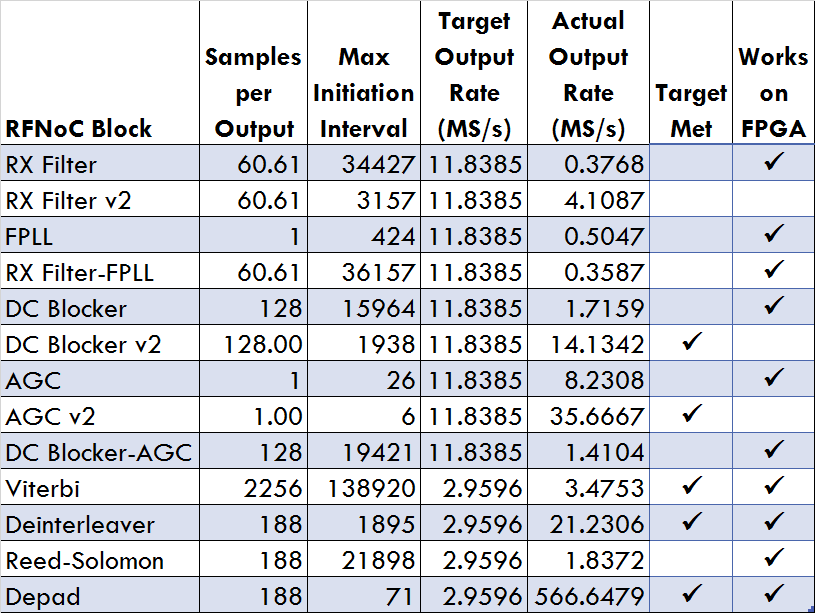 RFNoC Block Samples per Output Max Initiation Interval Target Output Rate (MS/s) Actual Output Rate (MS/s) Target Met Works on FPGA
RX Filter 60.61 34427 11.8385 0.3768 ✓
RX Filter v2 60.61 3157 11.8385 4.1087
FPLL 1 424 11.8385 0.5047 ✓
RX Filter-FPLL 60.61 36157 11.8385 0.3587 ✓
DC Blocker 128 15964 11.8385 1.7159 ✓
DC Blocker v2 128.00 1938 11.8385 14.1342 ✓
AGC 1 26 11.8385 8.2308 ✓
AGC v2 1.00 6 11.8385 35.6667 ✓
DC Blocker-AGC 128 19421 11.8385 1.4104 ✓
Viterbi 2256 138920 2.9596 3.4753 ✓ ✓
Deinterleaver 188 1895 2.9596 21.2306 ✓ ✓
Reed-Solomon 188 21898 2.9596 1.8372 ✓
Depad 188 71 2.9596 566.6479 ✓ ✓